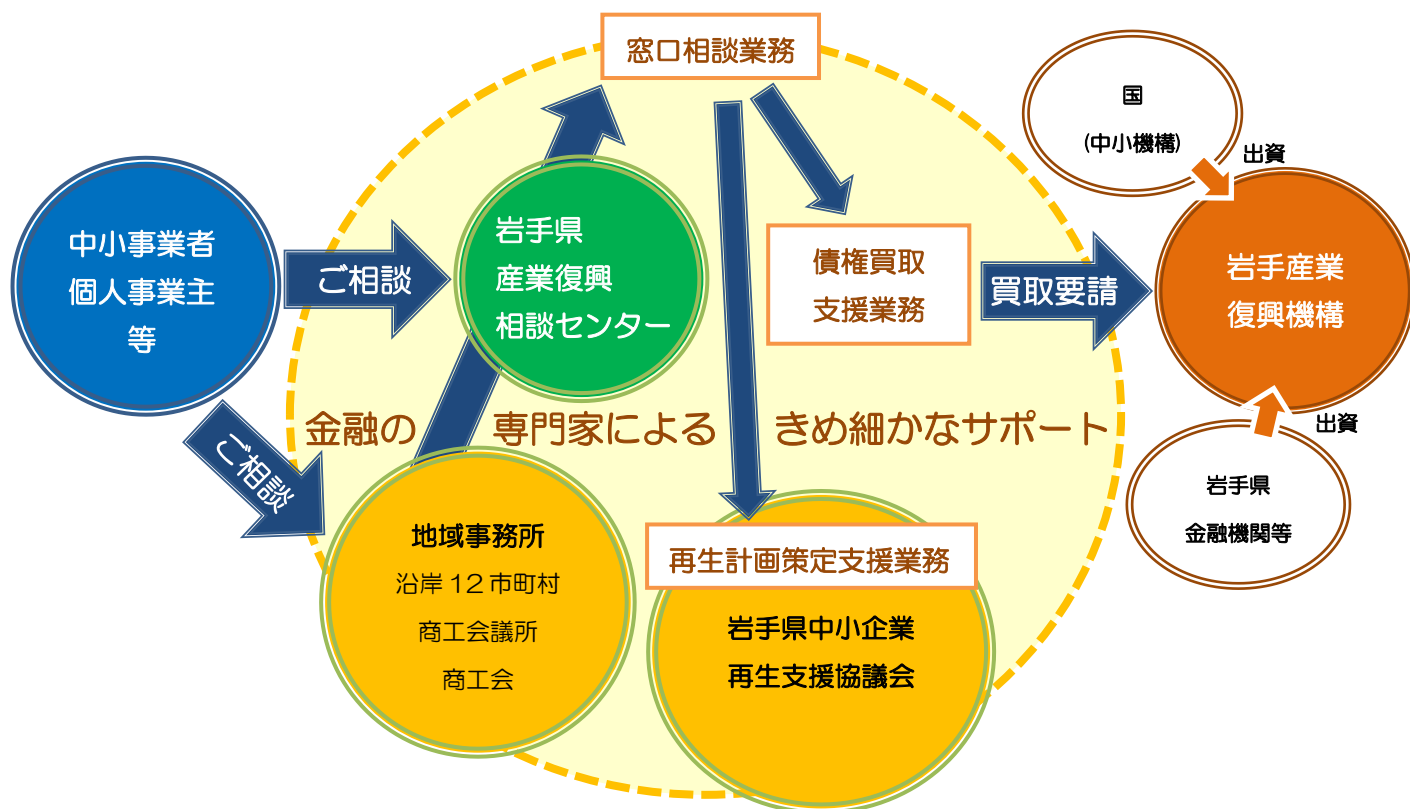 窓口相談業務
国
(中小機構)
出資
中小事業者
個人事業主
等
ご相談
岩手県
産業復興
相談センター
債権買取
支援業務
買取要請
岩手産業
復興機構
金融の 専門家による きめ細かなサポート
出資
ご相談
岩手県
金融機関等
地域事務所
沿岸 12 市町村
商工会議所
商工会
再生計画策定支援業務
岩手県中小企業
再生支援協議会